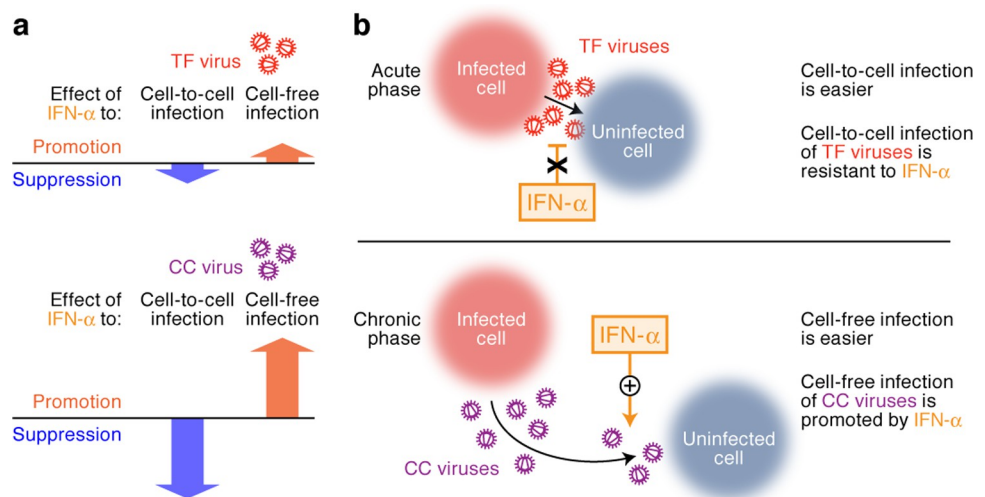 a
TF virus
Effect of
IFN-α to:
Cell-to-cell
infection
Cell-free
infection
Promotion
Suppression
CC virus
Effect of
IFN-α to:
Cell-to-cell
infection
Cell-free
infection
Promotion
Suppression
b
Acute
phase
Infected
cell
TF viruses
Uninfected
cell
IFN-α
Cell-to-cell infection
is easier
Cell-to-cell infection
of TF viruses is
resistant to IFN-α
Chronic
phase
Infected
cell
IFN-α
+
CC viruses
Uninfected
cell
Cell-free infection
is easier
Cell-free infection
of CC viruses is
promoted by IFN-α